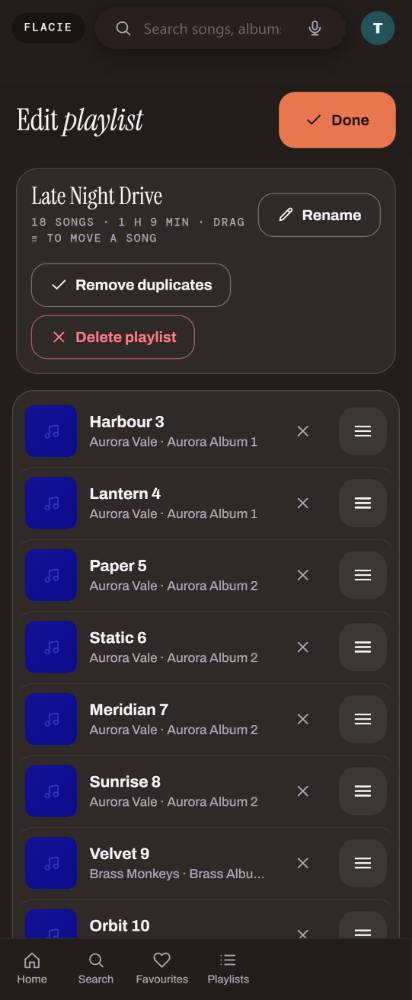 FLACIE
Search songs, album
T
Edit playlist
Done
Late Night Drive
18 SONGS · 1 H 9 MIN · DRAG
≡ TO MOVE A SONG
Rename
Remove duplicates
Delete playlist
Harbour 3
Aurora Vale · Aurora Album 1
Lantern 4
Aurora Vale · Aurora Album 1
Paper 5
Aurora Vale · Aurora Album 2
Static 6
Aurora Vale · Aurora Album 2
Meridian 7
Aurora Vale · Aurora Album 2
Sunrise 8
Aurora Vale · Aurora Album 2
Velvet 9
Brass Monkeys · Brass Albu...
Orbit 10
Home
Search
Favourites
Playlists